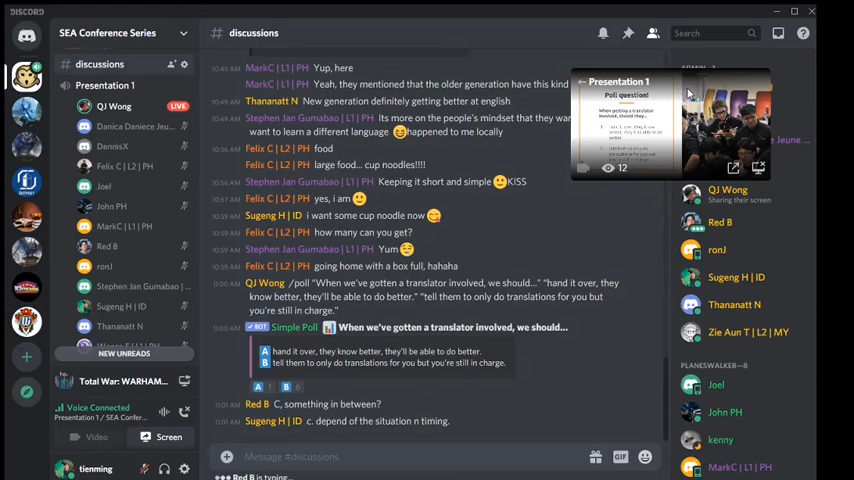 DISCORD
SEA Conference Series
discussions
Presentation 1
QJ Wong
LIVE
Danica Daniece Jeu...
DennisX
Felix C | L2 | PH
Joel
John PH
MarkC | L1 | PH
Red B
ronJ
Stephen Jan Gumabao | ...
Sugeng H | ID
Thananatt N
NEW UNREADS
Total War: WARHAM...
Voice Connected
Presentation 1 / SEA Confer...
Video
Screen
tienming
# discussions
Search
10:45 AM MarkC | L1 | PH Yup, here
MarkC | L1 | PH Yeah, they mentioned that the older generation have this kind
Thananatt N New generation definitely getting better at english
10:49 AM Stephen Jan Gumabao | L1 | PH Its more on the people's mindset that they wan
want to learn a different language 😆happened to me locally
10:56 AM Felix C | L2 | PH food
Felix C | L2 | PH large food... cup noodles!!!!
10:56 AM Stephen Jan Gumabao | L1 | PH Keeping it short and simple 🙂KISS
10:57 AM Felix C | L2 | PH yes, i am🙂
10:59 AM Sugeng H | ID i want some cup noodle now 😋
10:59 AM Felix C | L2 | PH how many can you get?
10:59 AM Stephen Jan Gumabao | L1 | PH Yum😌
10:59 AM Felix C | L2 | PH going home with a box full, hahaha
11:00 AM QJ Wong /poll "When we've gotten a translator involved, we should..." "hand it over, they
know better, they'll be able to do better." "tell them to only do translations for you but
you're still in charge."
11:00 AM BOT Simple Poll 📊 When we've gotten a translator involved, we should...
A hand it over, they know better, they'll be able to do better.
B tell them to only do translations for you but you're still in charge.
A 1 B 6
11:01 AM Red B C, something in between?
11:01 AM Sugeng H | ID c. depend of the situation n timing.
Message #discussions
GIF
Red B is typing...
Presentation 1
Poll question!
When getting a translator
involved, should they...
12
Jeune ...
QJ Wong
Sharing their screen
Red B
ronJ
Sugeng H | ID
Thananatt N
Zie Aun T | L2 | MY
PLANESWALKER—8
Joel
John PH
kenny
MarkC | L1 | PH